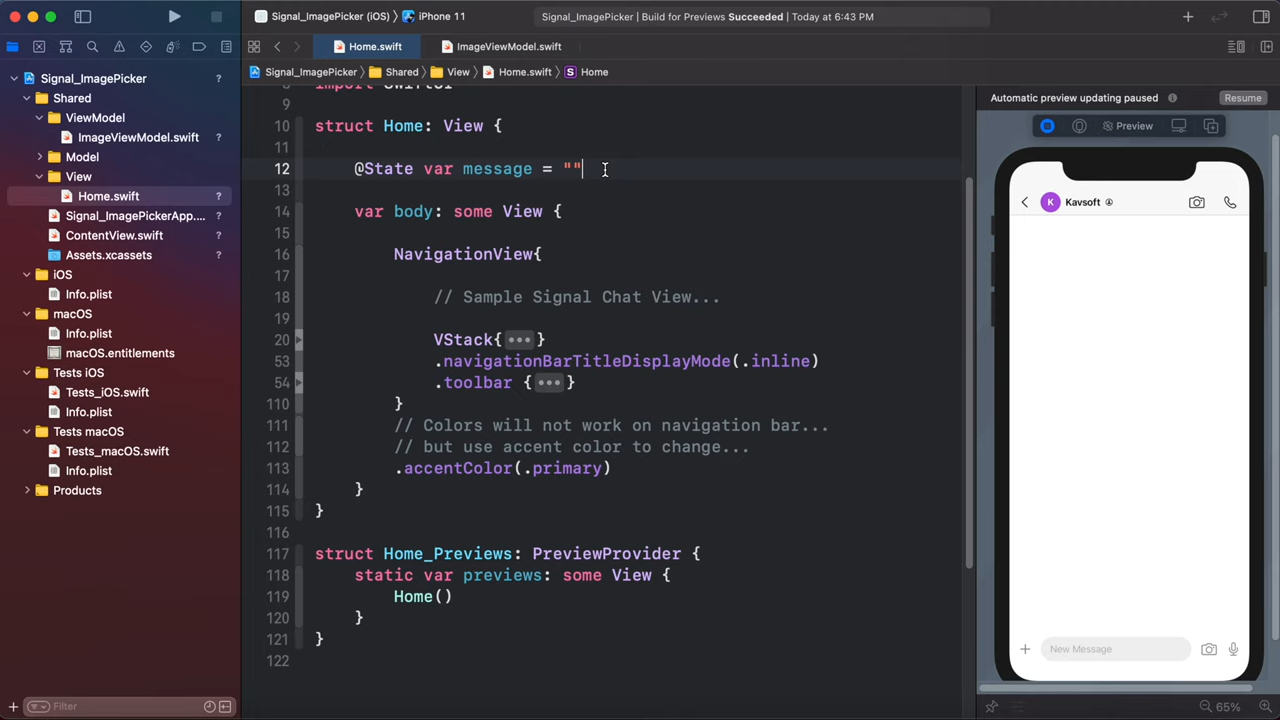 Signal_ImagePicker (iOS) 〉 iPhone 11
Signal_ImagePicker | Build for Previews Succeeded | Today at 6:43 PM
Home.swift
ImageViewModel.swift
Signal_ImagePicker 〉 Shared 〉 View 〉 Home.swift 〉 S Home
Signal_ImagePicker ?
Shared
ViewModel
ImageViewModel.swift ?
Model
View
Home.swift ?
Signal_ImagePickerApp.... ?
ContentView.swift ?
Assets.xcassets ?
iOS
Info.plist ?
macOS
Info.plist ?
macOS.entitlements ?
Tests iOS
Tests_iOS.swift ?
Info.plist ?
Tests macOS
Tests_macOS.swift ?
Info.plist ?
Products
Filter
8 import SwiftUI
9
10 struct Home: View {
11
12 @State var message = ""
13
14 var body: some View {
15
16 NavigationView{
17
18 // Sample Signal Chat View...
19
20 VStack{ ••• }
53 .navigationBarTitleDisplayMode(.inline)
54 .toolbar { ••• }
110 }
111 // Colors will not work on navigation bar...
112 // but use accent color to change...
113 .accentColor(.primary)
114 }
115 }
116
117 struct Home_Previews: PreviewProvider {
118 static var previews: some View {
119 Home()
120 }
121 }
122
Automatic preview updating paused
Resume
Preview
K Kavsoft
New Message
65%